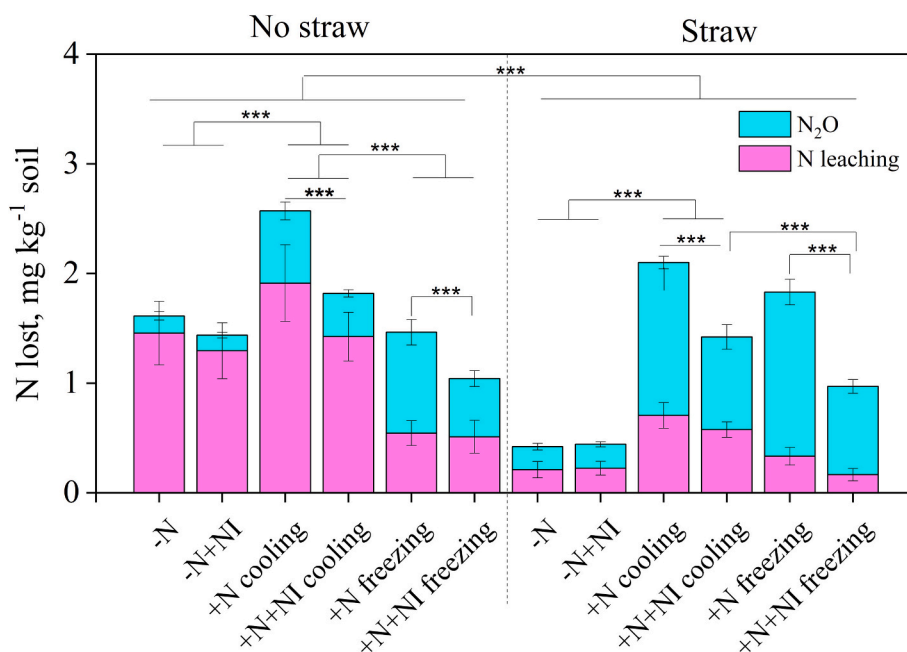 No straw
Straw
4
3
2
1
0
N lost, mg kg⁻¹ soil
***
***
***
***
***
***
***
***
***
N₂O
N leaching
-N
-N+NI
+N cooling
+N+NI cooling
+N freezing
+N+NI freezing
-N
-N+NI
+N cooling
+N+NI cooling
+N freezing
+N+NI freezing